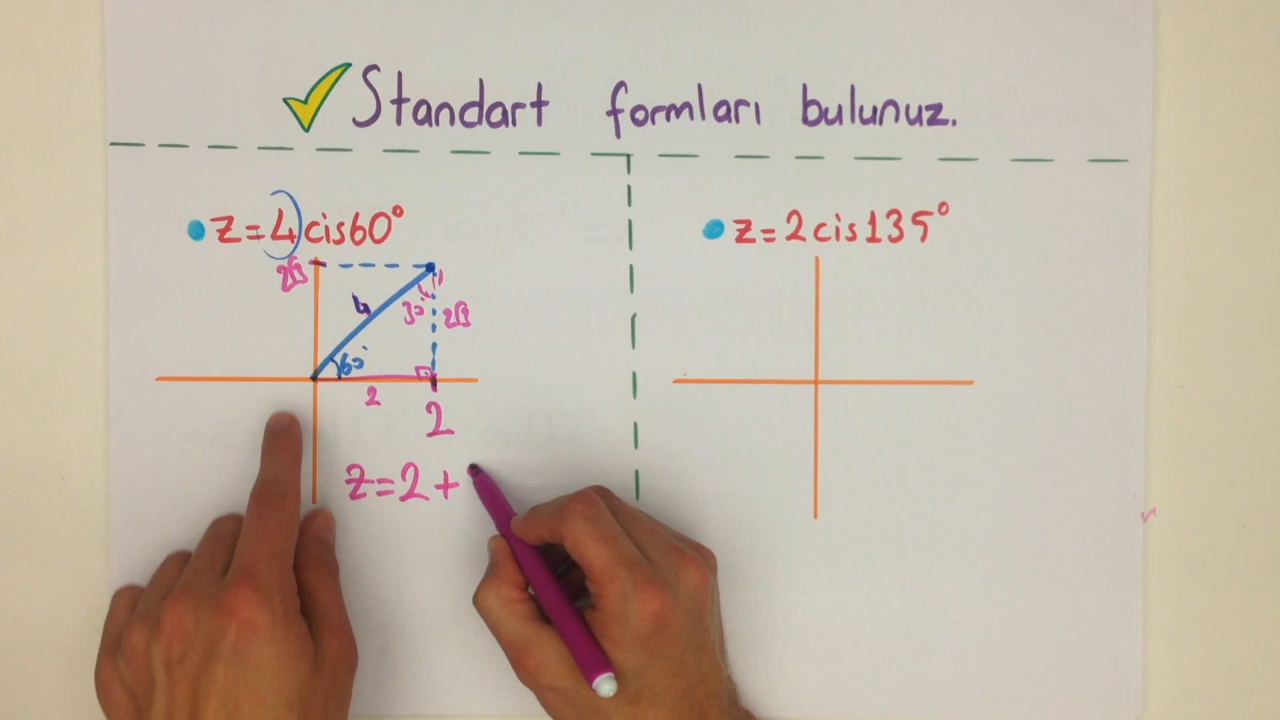 Standart formları bulunuz.
z=4cis60°
2√3
4
30°
2√3
60°
2
2
z=2+
z=2cis135°